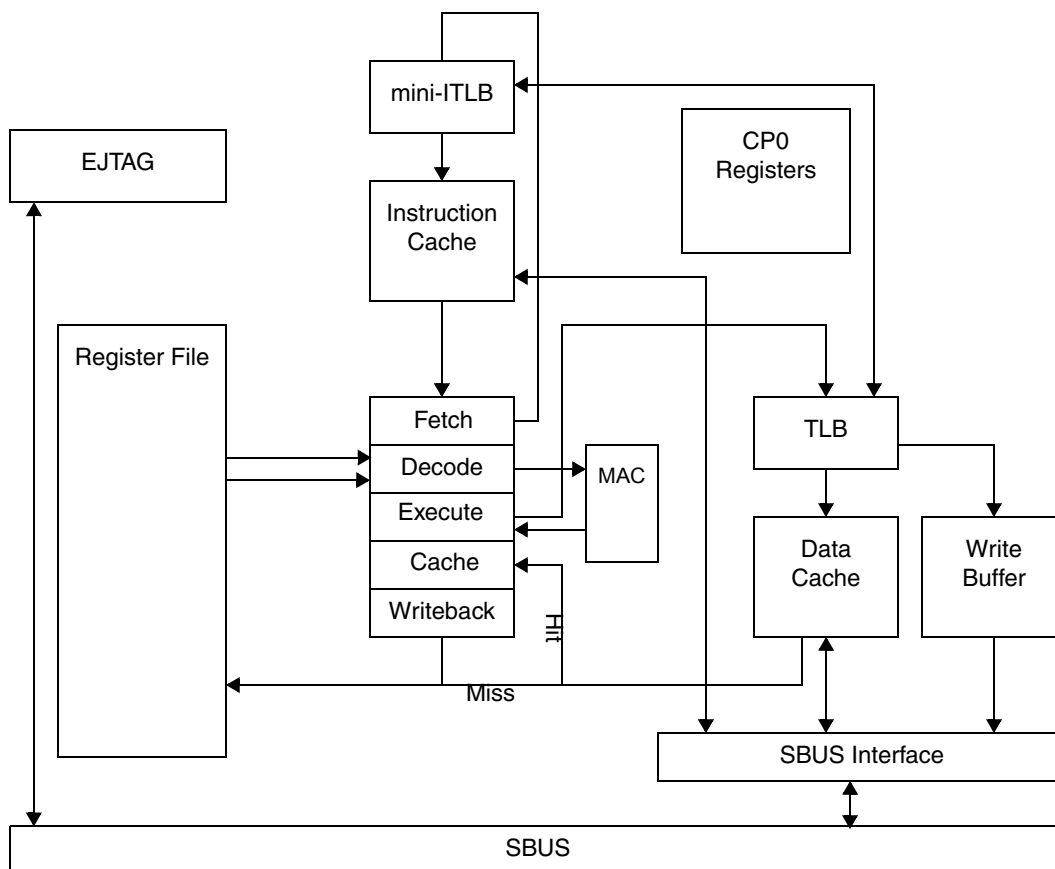 mini-ITLB
CP0
Registers
EJTAG
Instruction
Cache
Register File
Fetch
Decode
Execute
Cache
Writeback
MAC
TLB
Data
Cache
Write
Buffer
Hit
Miss
SBUS Interface
SBUS